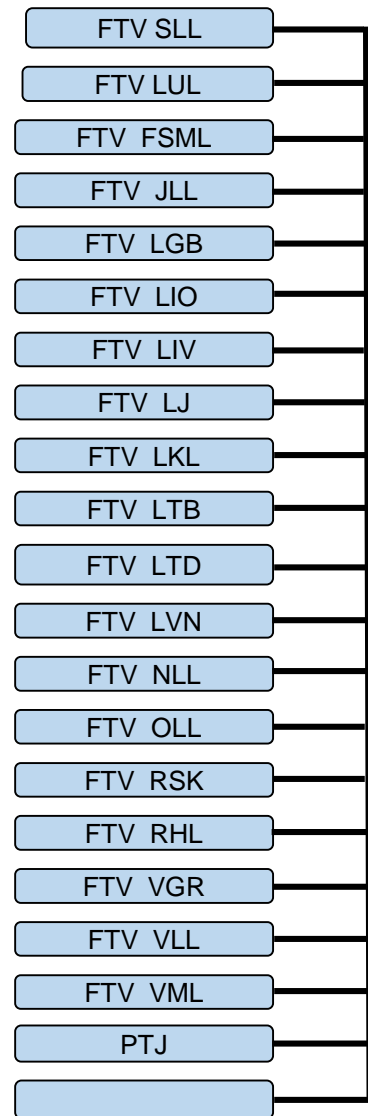 FTV SLL
FTV LUL
FTV FSML
FTV JLL
FTV LGB
FTV LIO
FTV LIV
FTV LJ
FTV LKL
FTV LTB
FTV LTD
FTV LVN
FTV NLL
FTV OLL
FTV RSK
FTV RHL
FTV VGR
FTV VLL
FTV VML
PTJ